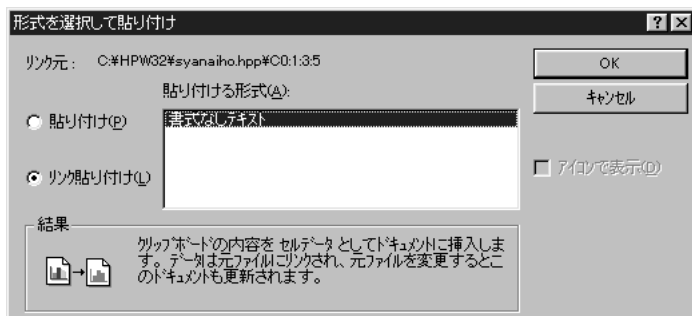 形式を選択して貼り付け
リンク元： C:¥HPW32¥syanaiho.hpp¥C0:1:3:5
OK
貼り付ける形式(A):
キャンセル
貼り付け(P)
書式なしテキスト
リンク貼り付け(L)
アイコンで表示(D)
結果
クリップボードの内容を セルデータ としてドキュメントに挿入しま
す。データは元ファイルにリンクされ、元ファイルを変更するとこ
のドキュメントも更新されます。